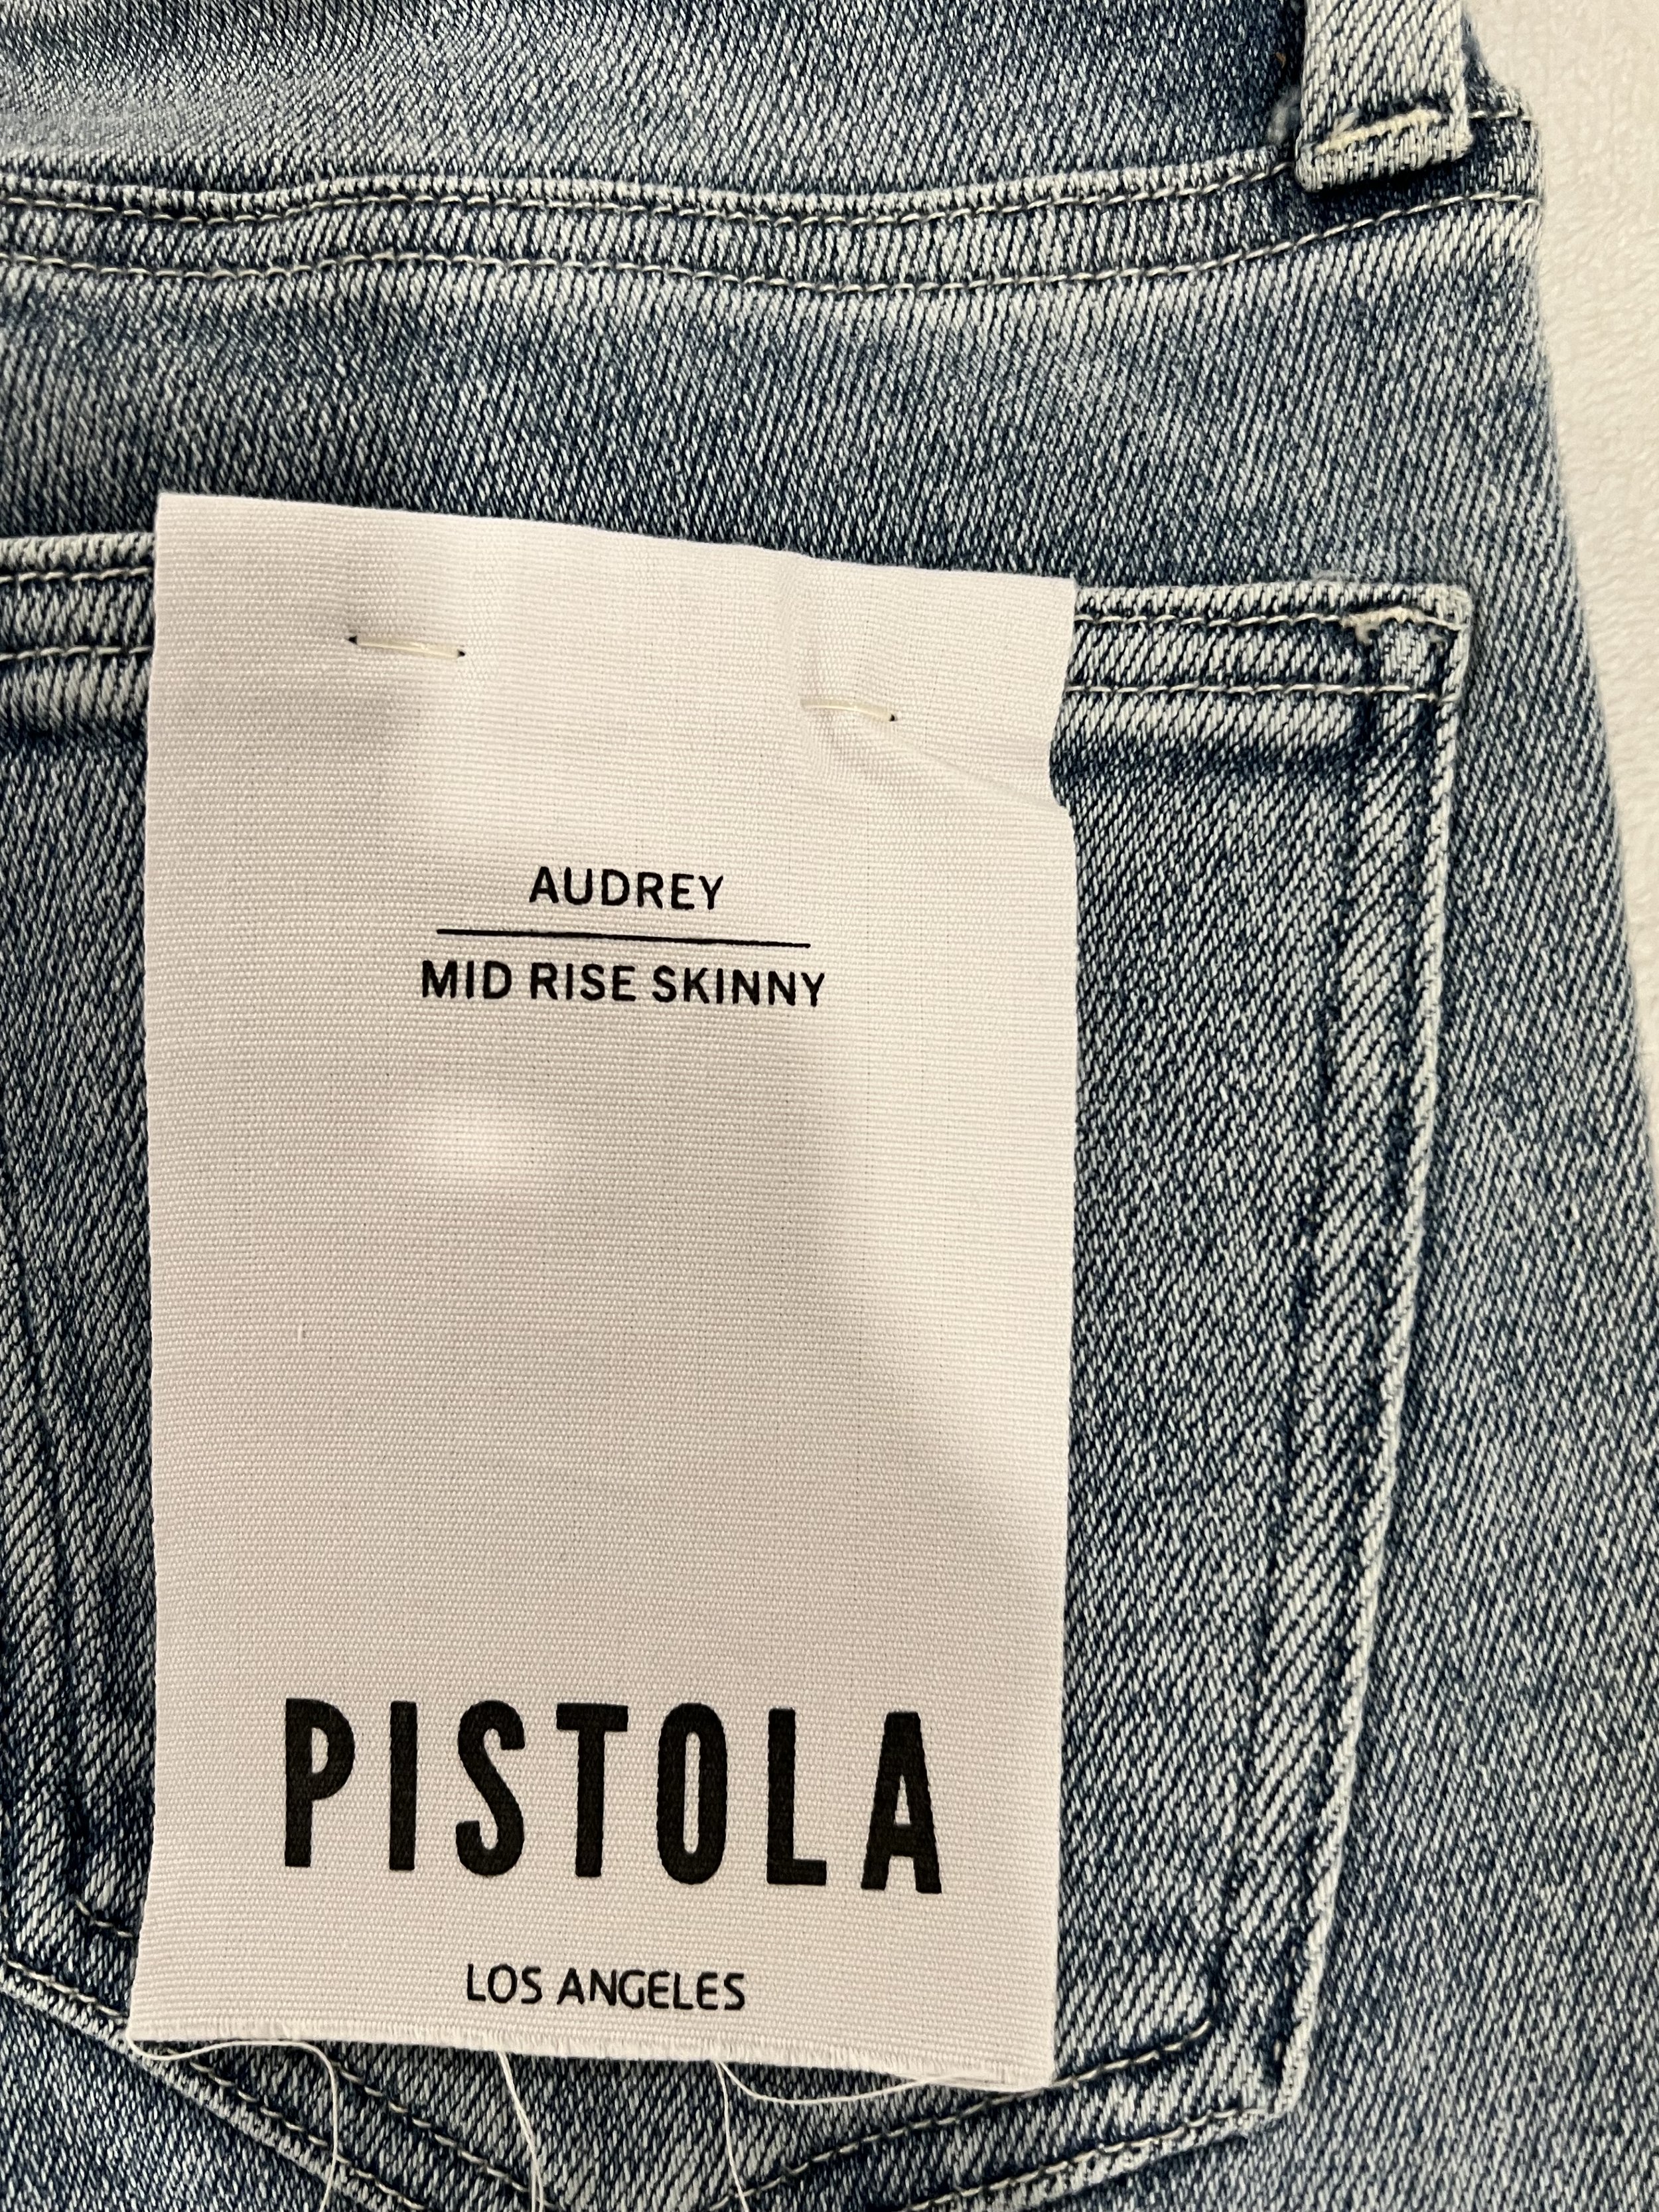 AUDREY
MID RISE SKINNY
PISTOLA
LOS ANGELES